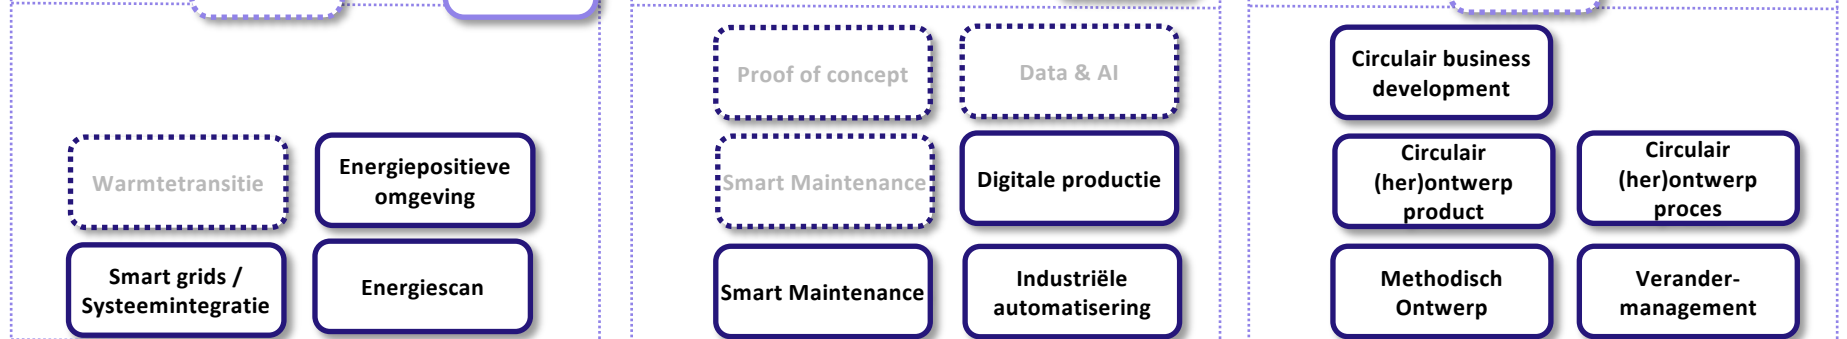 Warmtetransitie
Energiepositieve
omgeving
Smart grids /
Systeemintegratie
Energiescan
Proof of concept
Data & AI
Smart Maintenance
Digitale productie
Smart Maintenance
Industriële
automatisering
Circulair business
development
Circulair
(her)ontwerp
product
Circulair
(her)ontwerp
proces
Methodisch
Ontwerp
Verander-
management